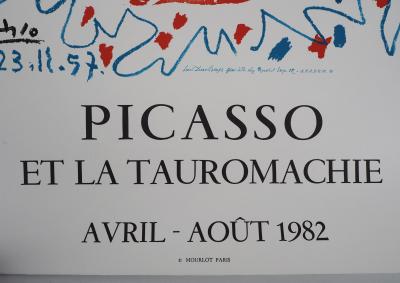 23.11.57.
PICASSO
ET LA TAUROMACHIE
AVRIL - AOÛT 1982
© MOURLOT PARIS